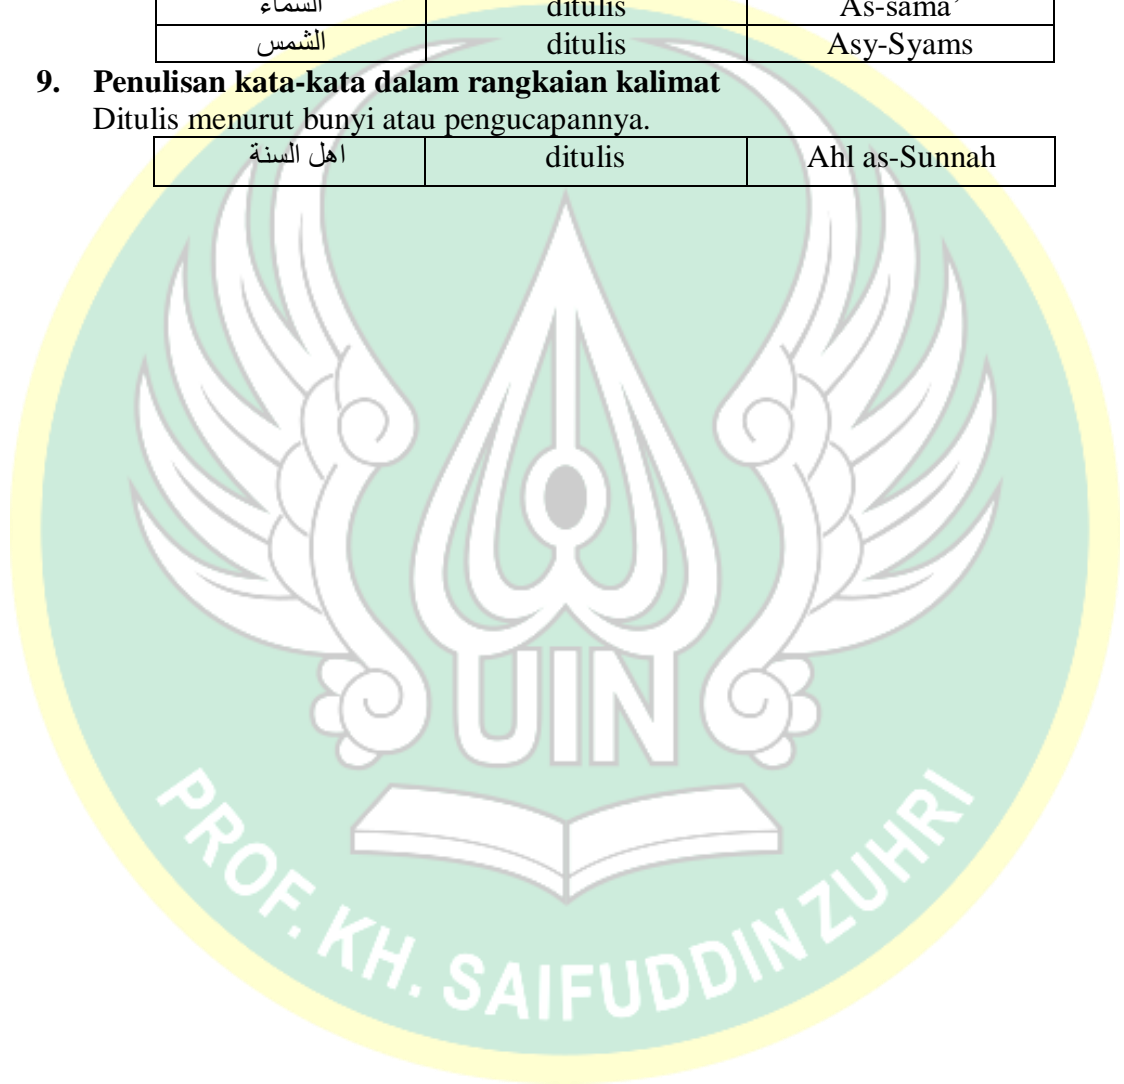 السماء ditulis As-sama’
الشمس ditulis Asy-Syams
9. Penulisan kata-kata dalam rangkaian kalimat
Ditulis menurut bunyi atau pengucapannya.
اهل السنة ditulis Ahl as-Sunnah
UIN
PROF. KH. SAIFUDDIN ZUHRI